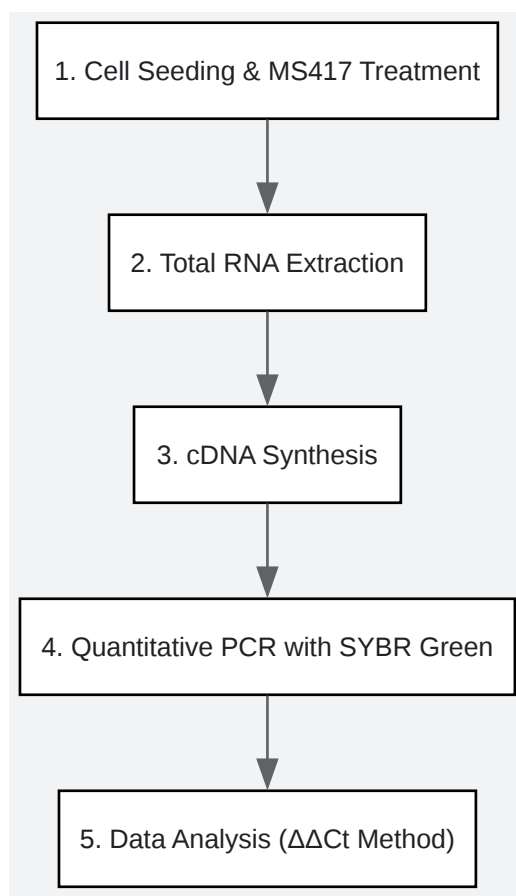 1. Cell Seeding & MS417 Treatment
2. Total RNA Extraction
3. cDNA Synthesis
4. Quantitative PCR with SYBR Green
5. Data Analysis (ΔΔCt Method)